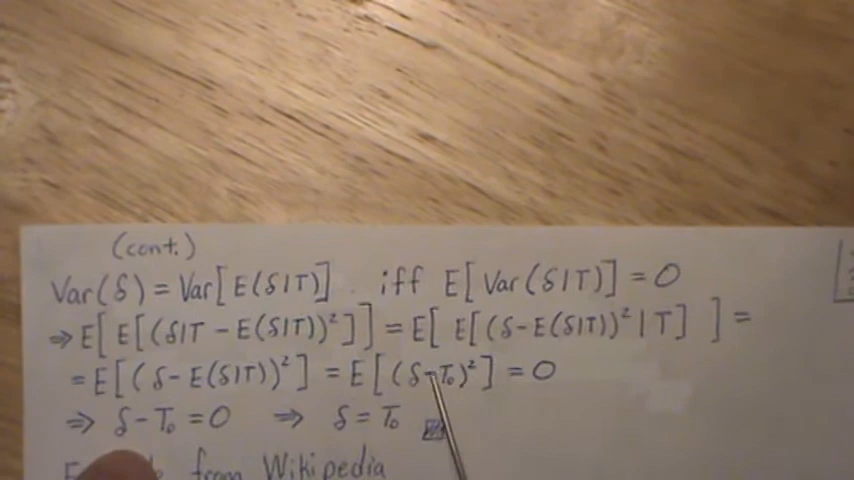 (cont.)
Var(δ) = Var[E(δ|T)] . iff E[Var(δ|T)] = 0
⇒ E[E[(δ|T - E(δ|T))²]] = E[ E[(δ-E(δ|T))²|T] ] =
= E[(δ - E(δ|T))²] = E[(δ-T₀)²] = 0
⇒ δ-T₀ = 0 ⇒ δ = T₀
from Wikipedia